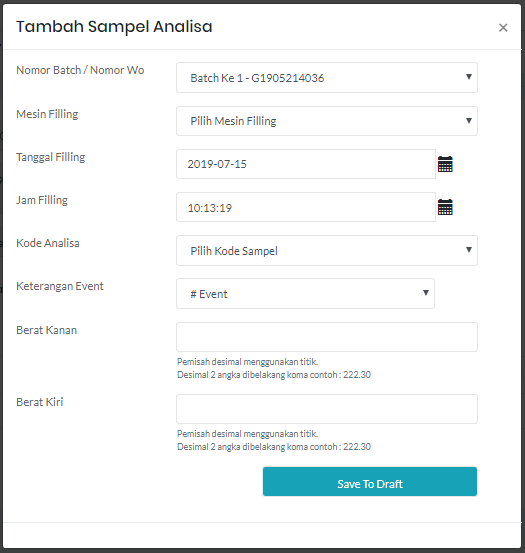 Tambah Sampel Analisa ×
Nomor Batch / Nomor Wo
Batch Ke 1 - G1905214036
Mesin Filling
Pilih Mesin Filling
Tanggal Filling
2019-07-15
Jam Filling
10:13:19
Kode Analisa
Pilih Kode Sampel
Keterangan Event
# Event
Berat Kanan
Pemisah desimal menggunakan titik.
Desimal 2 angka dibelakang koma contoh : 222.30
Berat Kiri
Pemisah desimal menggunakan titik.
Desimal 2 angka dibelakang koma contoh : 222.30
Save To Draft